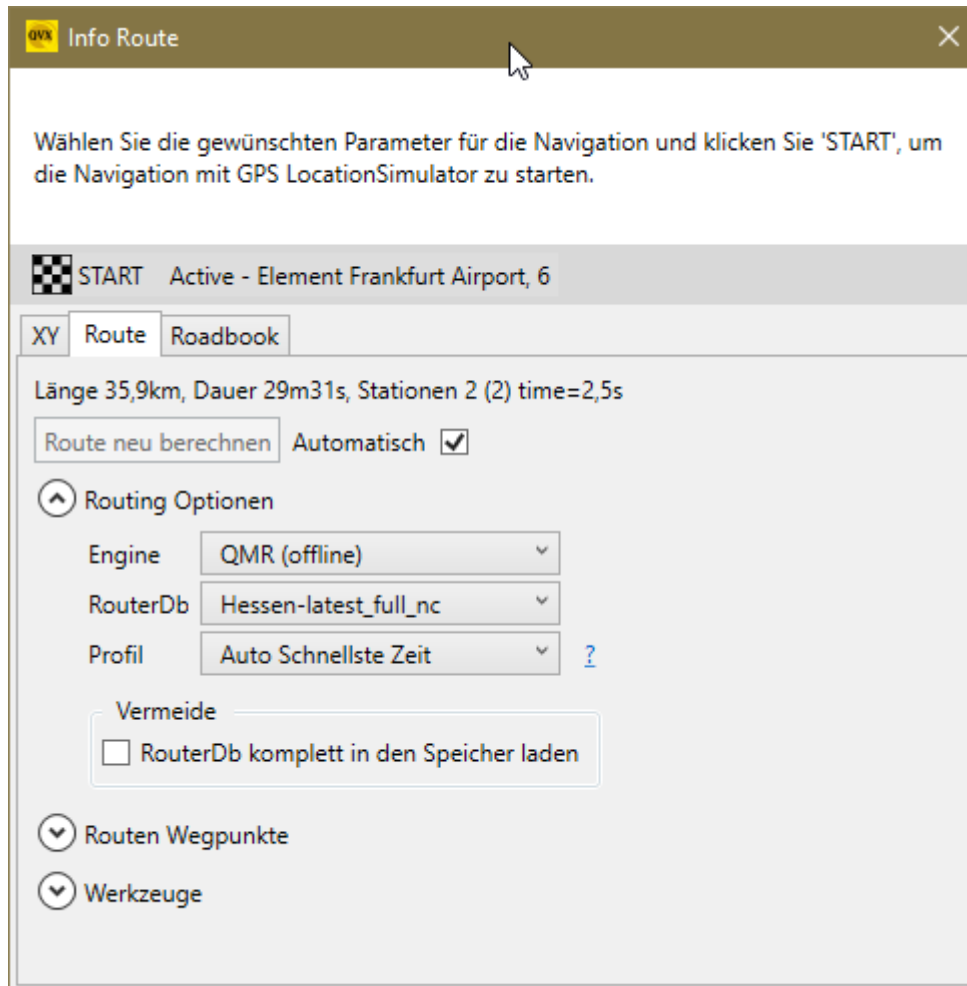 QVX Info Route
Wählen Sie die gewünschten Parameter für die Navigation und klicken Sie 'START', um
die Navigation mit GPS LocationSimulator zu starten.
START Active - Element Frankfurt Airport, 6
XY Route Roadbook
Länge 35,9km, Dauer 29m31s, Stationen 2 (2) time=2,5s
Route neu berechnen Automatisch
Routing Optionen
Engine QMR (offline)
RouterDb Hessen-latest_full_nc
Profil Auto Schnellste Zeit ?
Vermeide
RouterDb komplett in den Speicher laden
Routen Wegpunkte
Werkzeuge